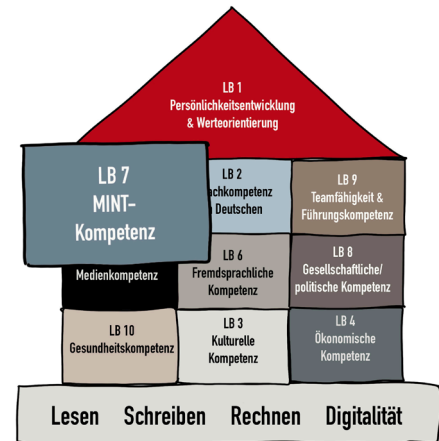 LB 1
Persönlichkeitsentwicklung
& Werteorientierung
LB 7
MINT-
Kompetenz
LB 2
Deutschen
LB 9
Teamfähigkeit &
Führungskompetenz
Medienkompetenz
LB 6
Fremdsprachliche
Kompetenz
LB 8
Gesellschaftliche/
politische Kompetenz
LB 10
Gesundheitskompetenz
LB 3
Kulturelle
Kompetenz
LB 4
Ökonomische
Kompetenz
Lesen Schreiben Rechnen Digitalität